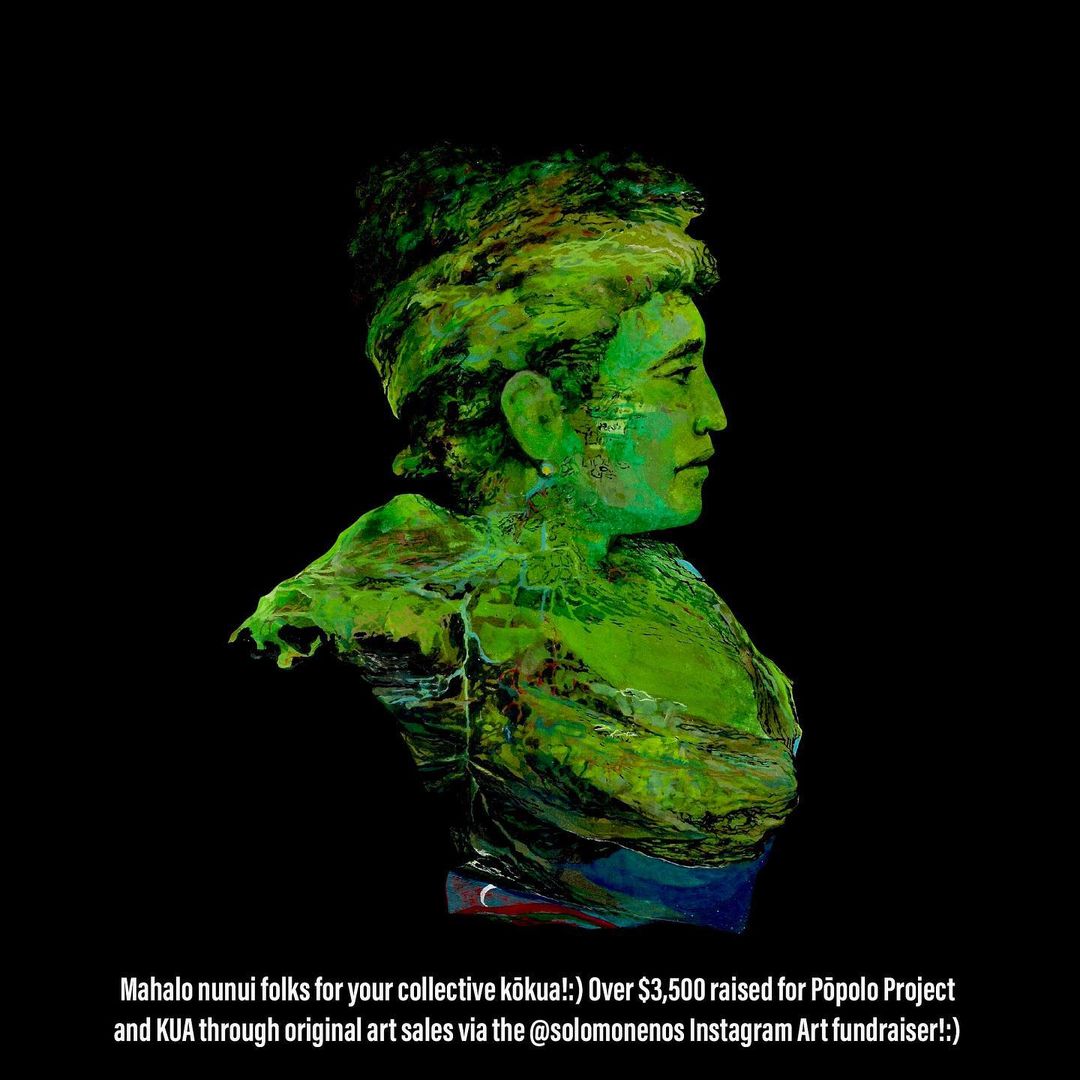 Mahalo nunui folks for your collective kōkua!:) Over $3,500 raised for Pōpolo Project
and KUA through original art sales via the @solomonenos Instagram Art fundraiser!:)